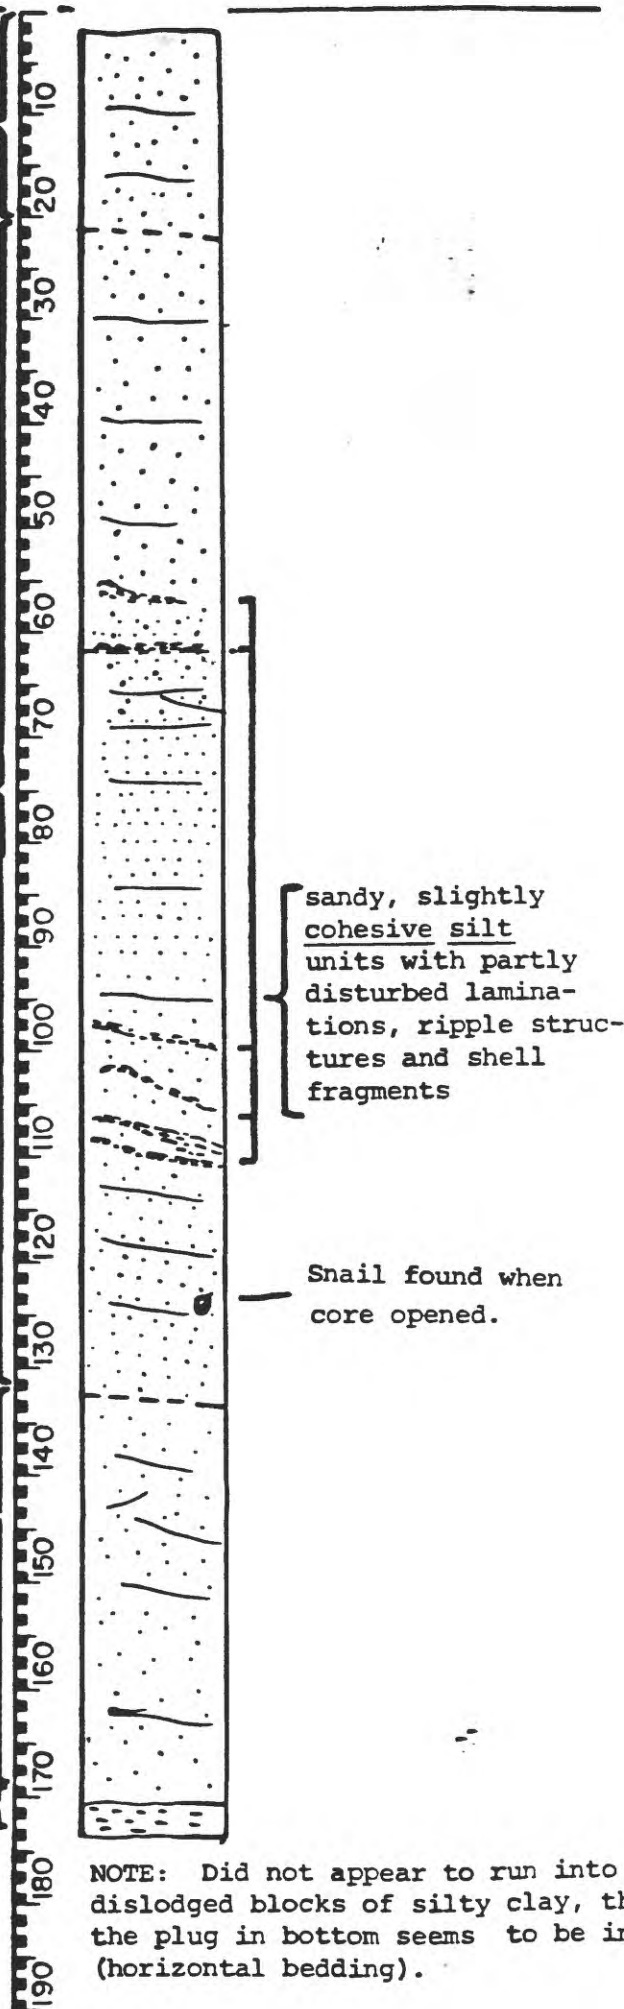 10
20
30
40
50
60
70
80
90
100
110
120
130
140
150
160
170
180
190
sandy, slightly
cohesive silt
units with partly
disturbed lamina-
tions, ripple struc-
tures and shell
fragments
Snail found when
core opened.
NOTE: Did not appear to run into
dislodged blocks of silty clay,
the plug in bottom seems to be
(horizontal bedding).